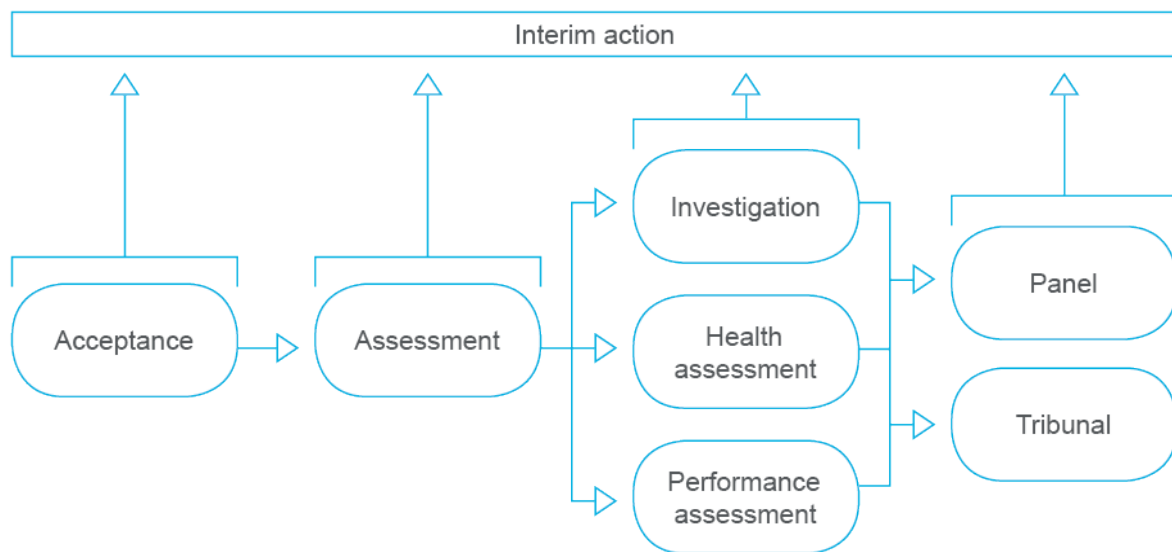 Interim action
Acceptance
Assessment
Investigation
Health
assessment
Performance
assessment
Panel
Tribunal